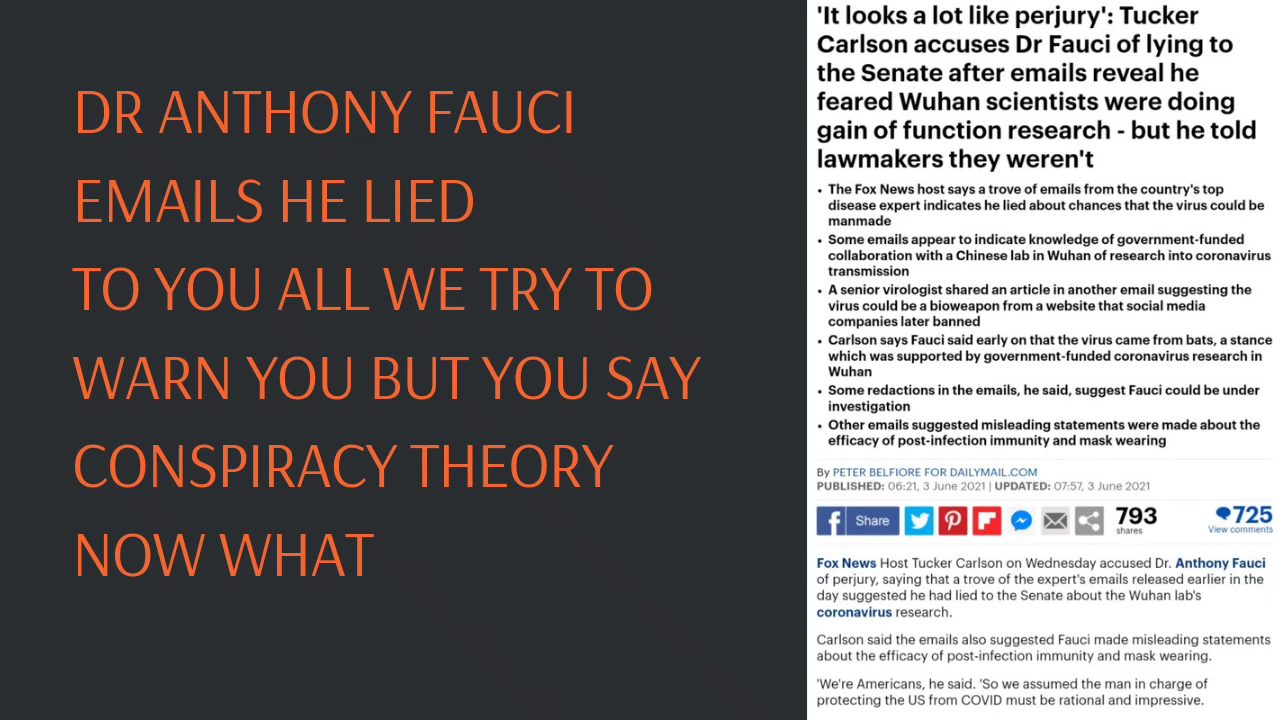 DR ANTHONY FAUCI
EMAILS HE LIED
TO YOU ALL WE TRY TO
WARN YOU BUT YOU SAY
CONSPIRACY THEORY
NOW WHAT
'It looks a lot like perjury': Tucker
Carlson accuses Dr Fauci of lying to
the Senate after emails reveal he
feared Wuhan scientists were doing
gain of function research - but he told
lawmakers they weren't
• The Fox News host says a trove of emails from the country's top
disease expert indicates he lied about chances that the virus could be
manmade
• Some emails appear to indicate knowledge of government-funded
collaboration with a Chinese lab in Wuhan of research into coronavirus
transmission
• A senior virologist shared an article in another email suggesting the
virus could be a bioweapon from a website that social media
companies later banned
• Carlson says Fauci said early on that the virus came from bats, a stance
which was supported by government-funded coronavirus research in
Wuhan
• Some redactions in the emails, he said, suggest Fauci could be under
investigation
• Other emails suggested misleading statements were made about the
efficacy of post-infection immunity and mask wearing
By PETER BELFIORE FOR DAILYMAIL.COM
PUBLISHED: 06:21, 3 June 2021 | UPDATED: 07:57, 3 June 2021
Share
793
shares
725
View comments
Fox News Host Tucker Carlson on Wednesday accused Dr. Anthony Fauci
of perjury, saying that a trove of the expert's emails released earlier in the
day suggested he had lied to the Senate about the Wuhan lab's
coronavirus research.
Carlson said the emails also suggested Fauci made misleading statements
about the efficacy of post-infection immunity and mask wearing.
'We're Americans, he said. 'So we assumed the man in charge of
protecting the US from COVID must be rational and impressive.